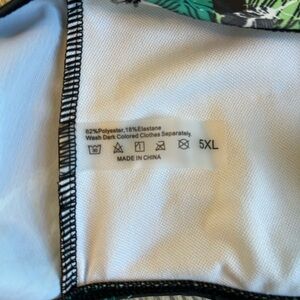 82%Polyester,18%Elastane
Wash Dark Colored Clothes Separately
5XL
MADE IN CHINA